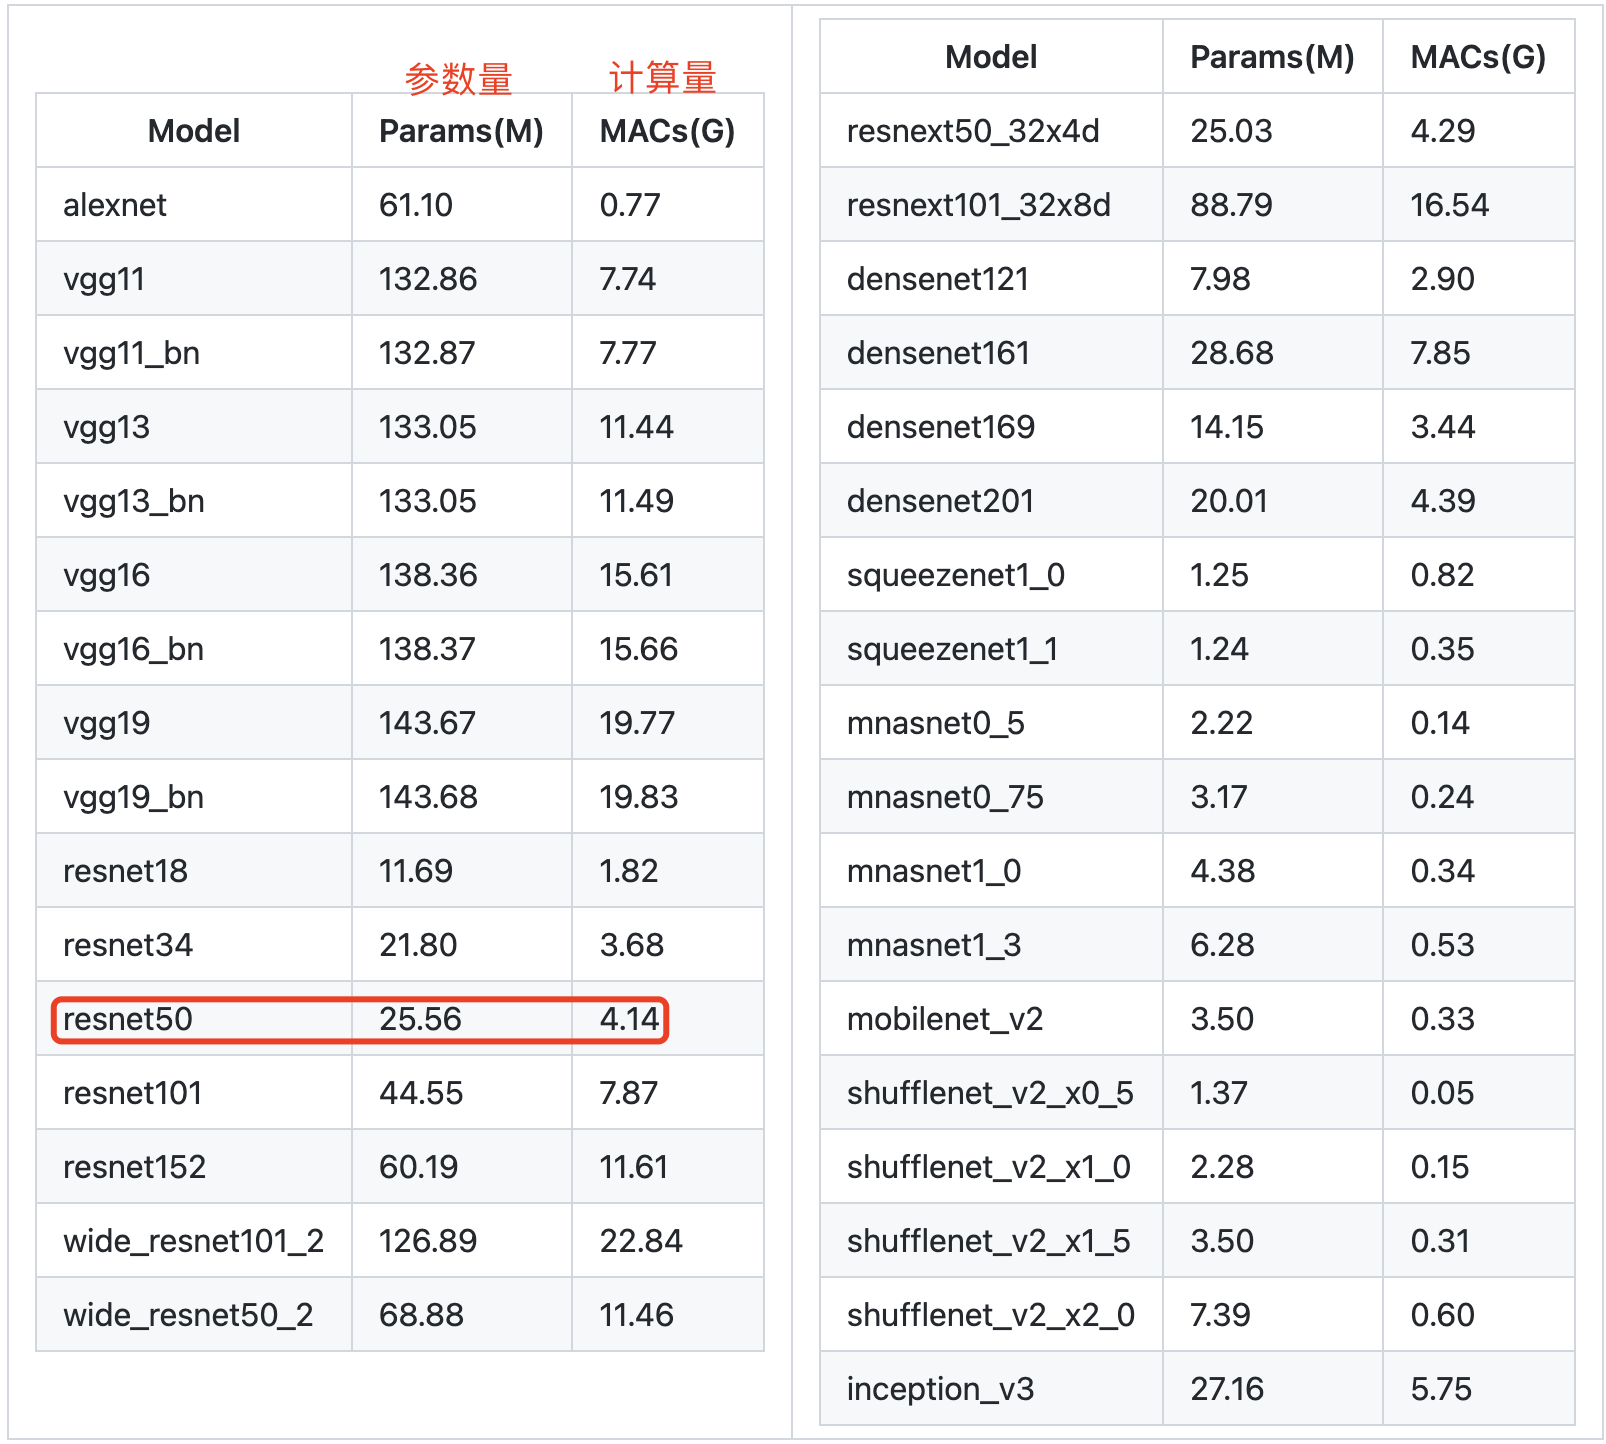 参数量 计算量
Model Params(M) MACs(G)
alexnet 61.10 0.77
vgg11 132.86 7.74
vgg11_bn 132.87 7.77
vgg13 133.05 11.44
vgg13_bn 133.05 11.49
vgg16 138.36 15.61
vgg16_bn 138.37 15.66
vgg19 143.67 19.77
vgg19_bn 143.68 19.83
resnet18 11.69 1.82
resnet34 21.80 3.68
resnet50 25.56 4.14
resnet101 44.55 7.87
resnet152 60.19 11.61
wide_resnet101_2 126.89 22.84
wide_resnet50_2 68.88 11.46
Model Params(M) MACs(G)
resnext50_32x4d 25.03 4.29
resnext101_32x8d 88.79 16.54
densenet121 7.98 2.90
densenet161 28.68 7.85
densenet169 14.15 3.44
densenet201 20.01 4.39
squeezenet1_0 1.25 0.82
squeezenet1_1 1.24 0.35
mnasnet0_5 2.22 0.14
mnasnet0_75 3.17 0.24
mnasnet1_0 4.38 0.34
mnasnet1_3 6.28 0.53
mobilenet_v2 3.50 0.33
shufflenet_v2_x0_5 1.37 0.05
shufflenet_v2_x1_0 2.28 0.15
shufflenet_v2_x1_5 3.50 0.31
shufflenet_v2_x2_0 7.39 0.60
inception_v3 27.16 5.75